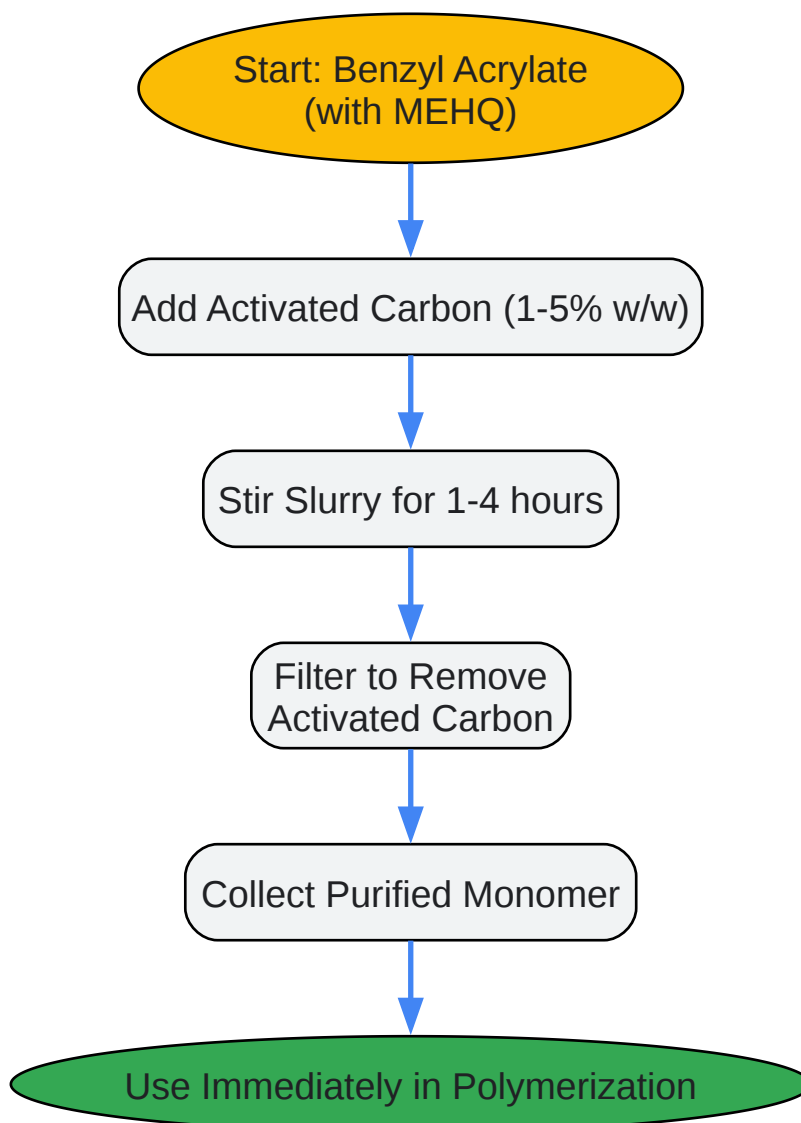 Start: Benzyl Acrylate
(with MEHQ)
Add Activated Carbon (1-5% w/w)
Stir Slurry for 1-4 hours
Filter to Remove
Activated Carbon
Collect Purified Monomer
Use Immediately in Polymerization